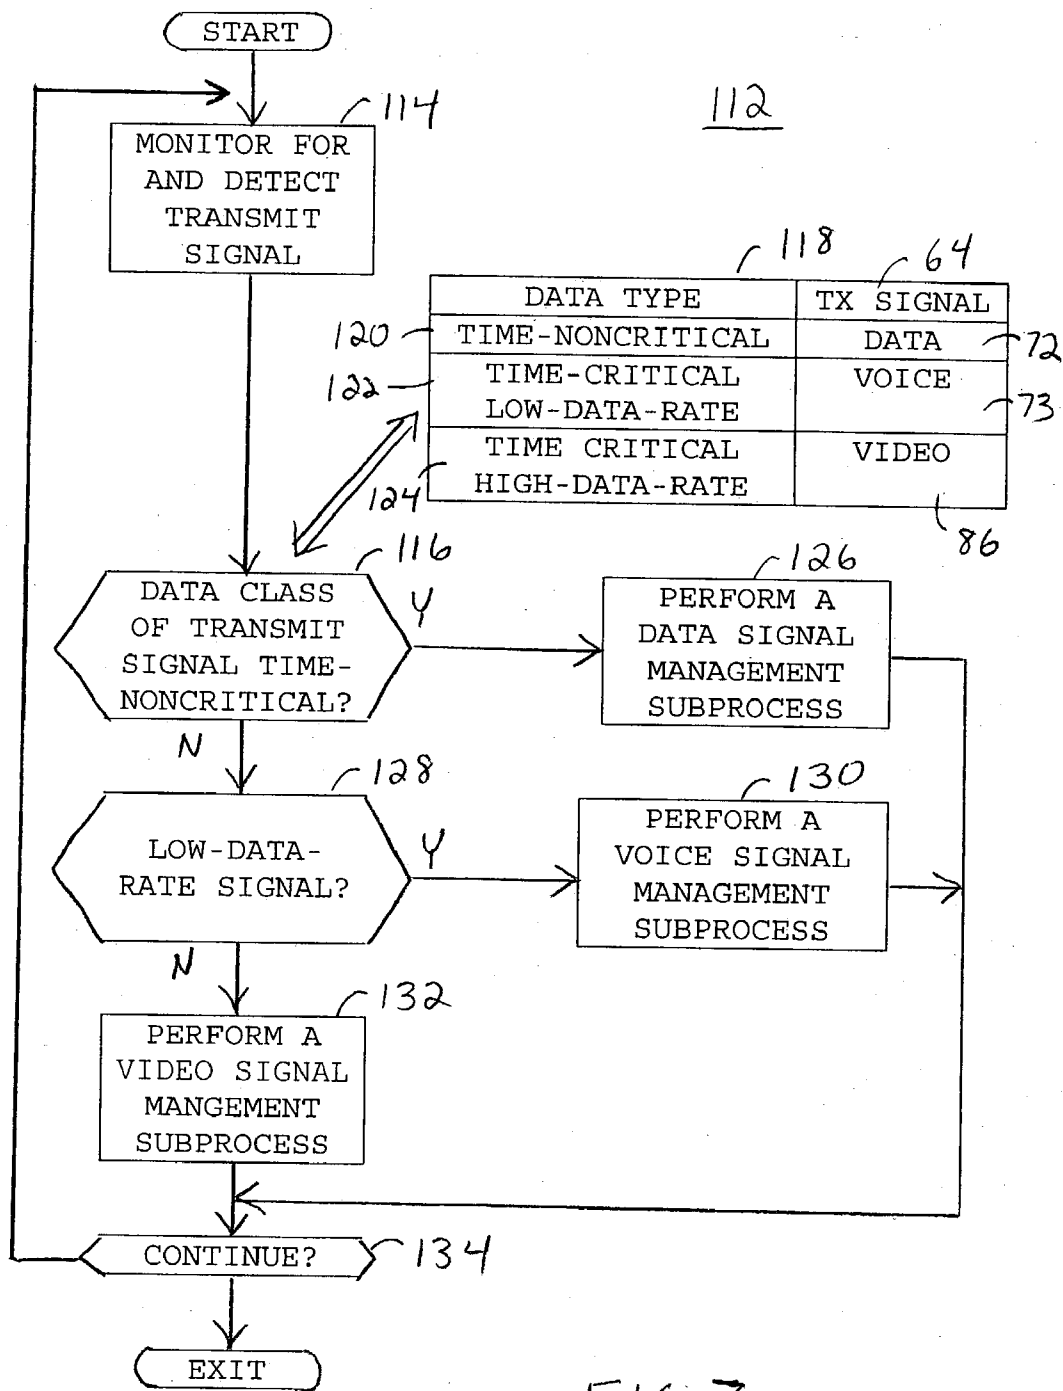 START
114
112
MONITOR FOR
AND DETECT
TRANSMIT
SIGNAL
118
64
DATA TYPE TX SIGNAL
120 TIME-NONCRITICAL DATA 72
122 TIME-CRITICAL VOICE
LOW-DATA-RATE 73
TIME CRITICAL VIDEO
124 HIGH-DATA-RATE
86
116
DATA CLASS
OF TRANSMIT
SIGNAL TIME-
NONCRITICAL?
Y
126
PERFORM A
DATA SIGNAL
MANAGEMENT
SUBPROCESS
N
128
LOW-DATA-
RATE SIGNAL?
Y
130
PERFORM A
VOICE SIGNAL
MANAGEMENT
SUBPROCESS
N
132
PERFORM A
VIDEO SIGNAL
MANGEMENT
SUBPROCESS
CONTINUE?
134
EXIT